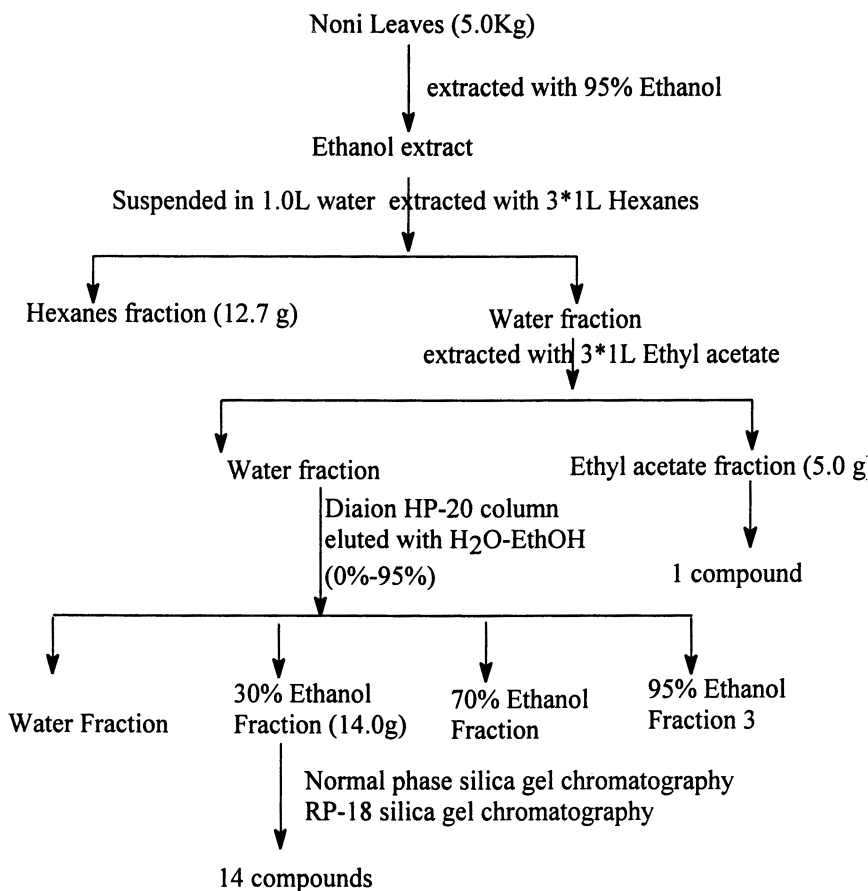 Noni Leaves (5.0Kg)
extracted with 95% Ethanol
Ethanol extract
Suspended in 1.0L water extracted with 3*1L Hexanes
Hexanes fraction (12.7 g)
Water fraction
extracted with 3*1L Ethyl acetate
Water fraction
Ethyl acetate fraction (5.0 g)
Diaion HP-20 column
eluted with H2O-EthOH
(0%-95%)
1 compound
Water Fraction
30% Ethanol
Fraction (14.0g)
70% Ethanol
Fraction
95% Ethanol
Fraction 3
Normal phase silica gel chromatography
RP-18 silica gel chromatography
14 compounds